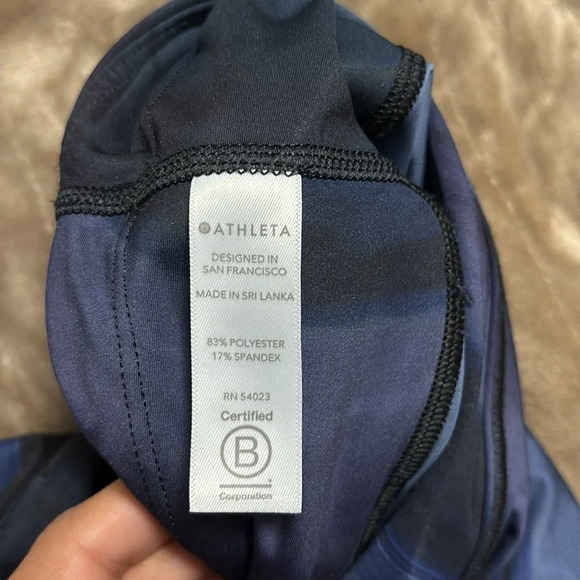 ATHLETA
DESIGNED IN
SAN FRANCISCO
MADE IN SRI LANKA
83% POLYESTER
17% SPANDEX
RN 54023
Certified
B
Corporation